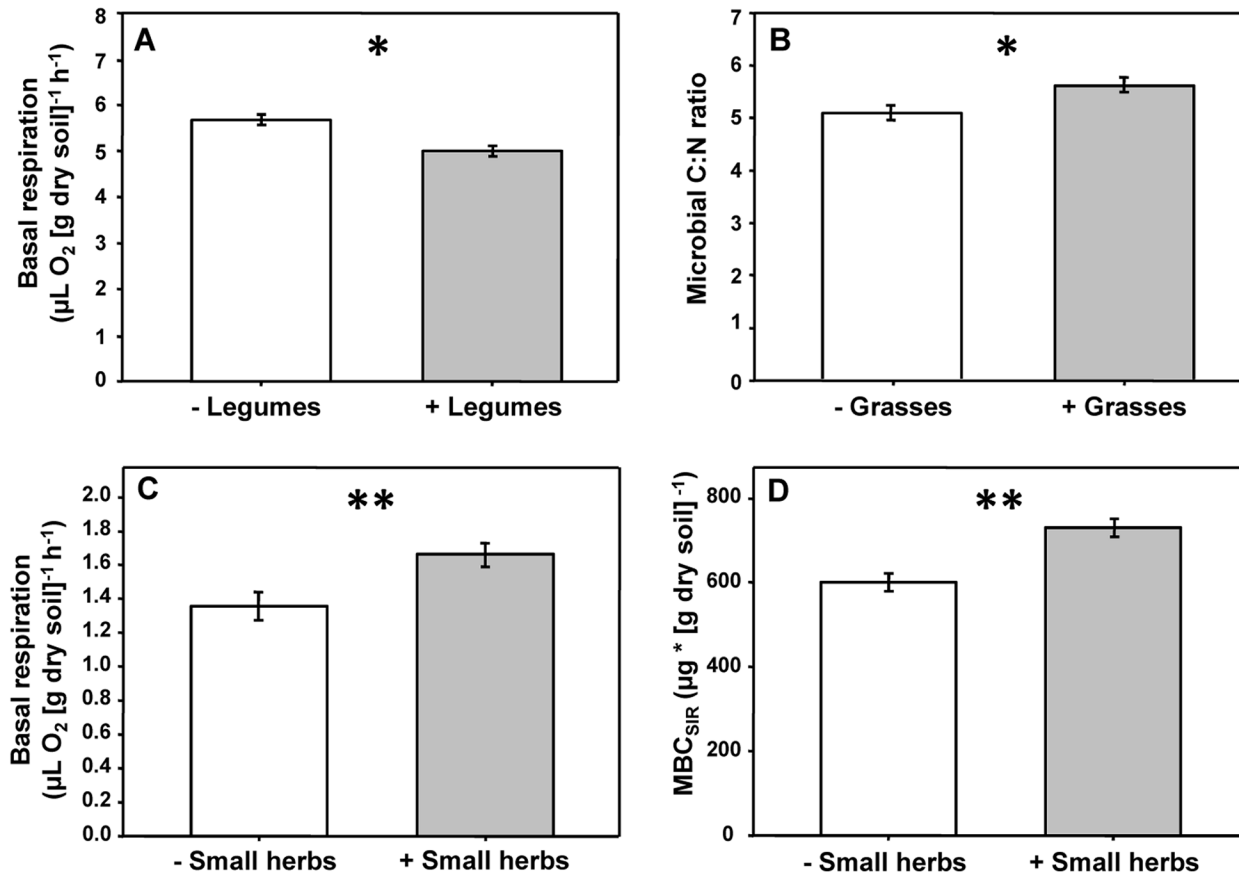 A
*
Basal respiration
(µL O₂ [g dry soil]⁻¹ h⁻¹)
8
7
6
5
4
3
2
1
0
- Legumes + Legumes
B
*
Microbial C:N ratio
7
6
5
4
3
2
1
0
- Grasses + Grasses
C
**
Basal respiration
(µL O₂ [g dry soil]⁻¹ h⁻¹)
2.0
1.8
1.6
1.4
1.2
1.0
0.8
0.6
0.4
0.2
0.0
- Small herbs + Small herbs
D
**
MBC_SIR (µg * [g dry soil] ⁻¹)
800
600
400
200
0
- Small herbs + Small herbs